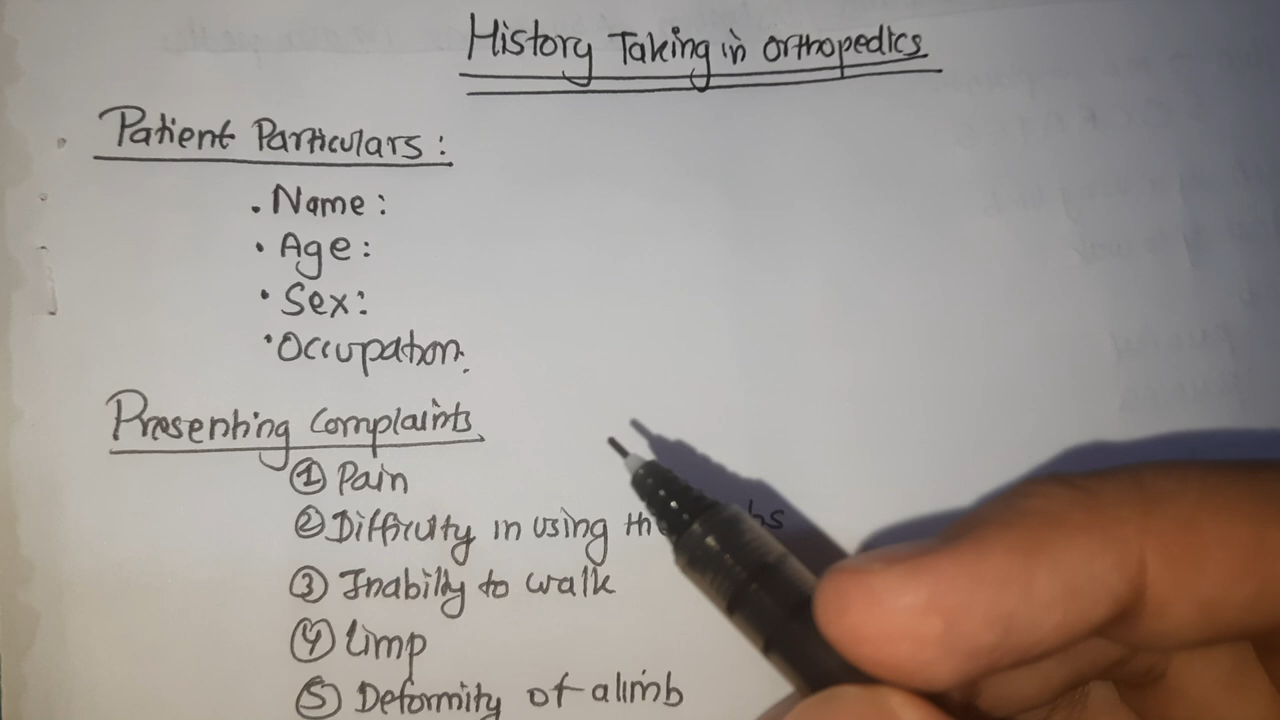 History Taking in Orthopedics
Patient Particulars:
. Name:
• Age:
• Sex:
• Occupation:
Presenting Complaints
① Pain
② Difficulty in using
③ Inability to walk
④ Limp
⑤ Deformity of a limb